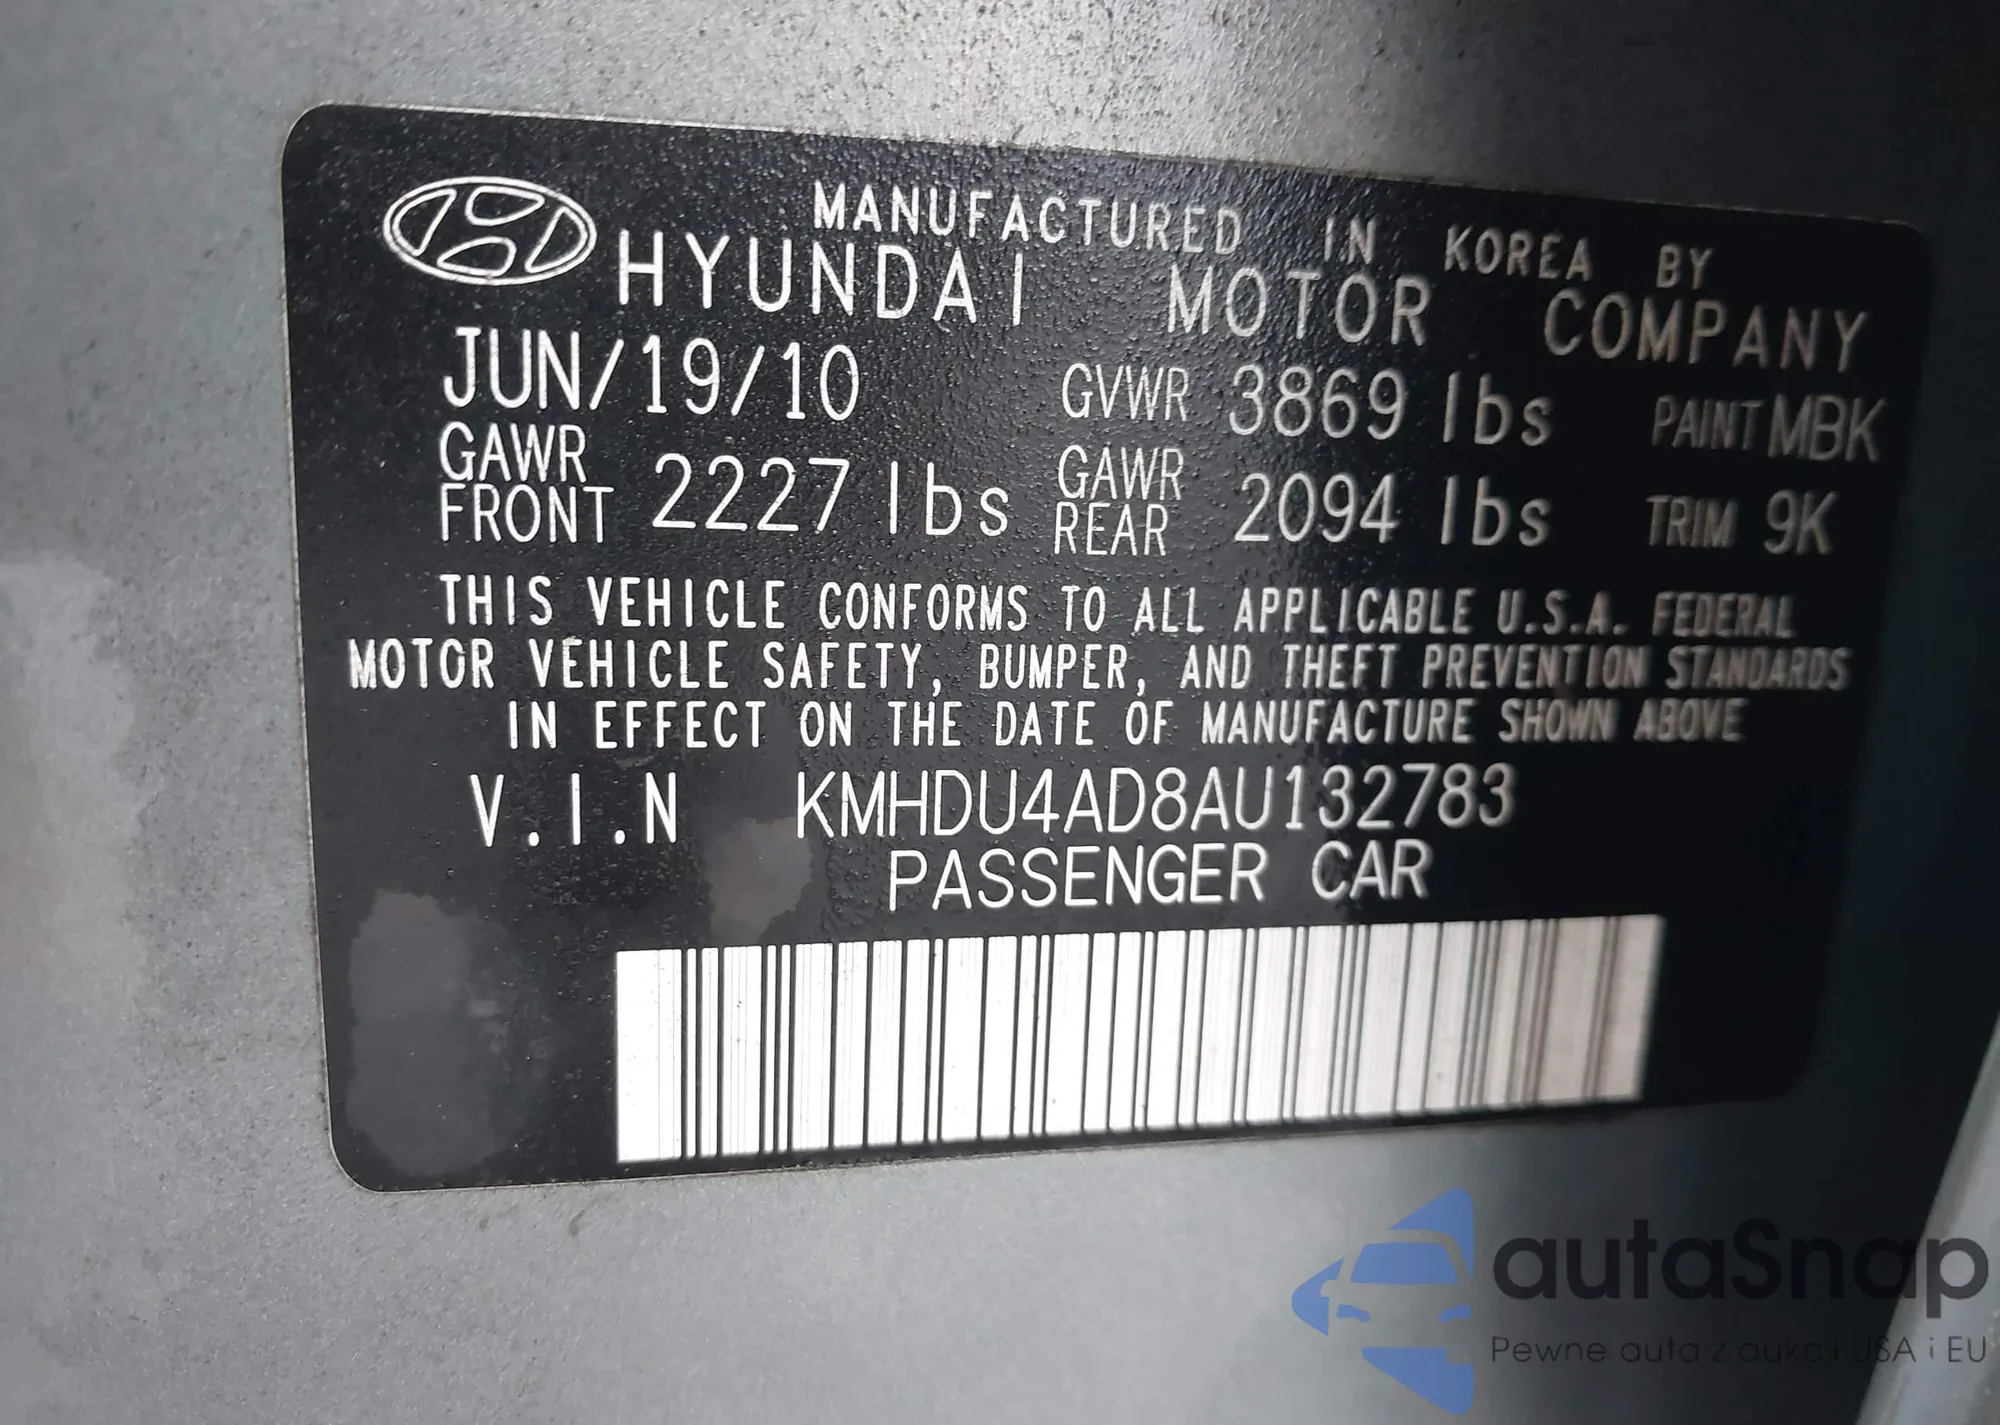 MANUFACTURED IN KOREA BY
HYUNDAI MOTOR COMPANY
JUN/19/10 GVWR 3869 lbs PAINT MBK
GAWR FRONT 2227 lbs GAWR REAR 2094 lbs TRIM 9K
THIS VEHICLE CONFORMS TO ALL APPLICABLE U.S.A. FEDERAL
MOTOR VEHICLE SAFETY, BUMPER, AND THEFT PREVENTION STANDARDS
IN EFFECT ON THE DATE OF MANUFACTURE SHOWN ABOVE
V.I.N KMHDU4AD8AU132783
PASSENGER CAR
autaSnap
Pewne auta z aukcji USA i EU